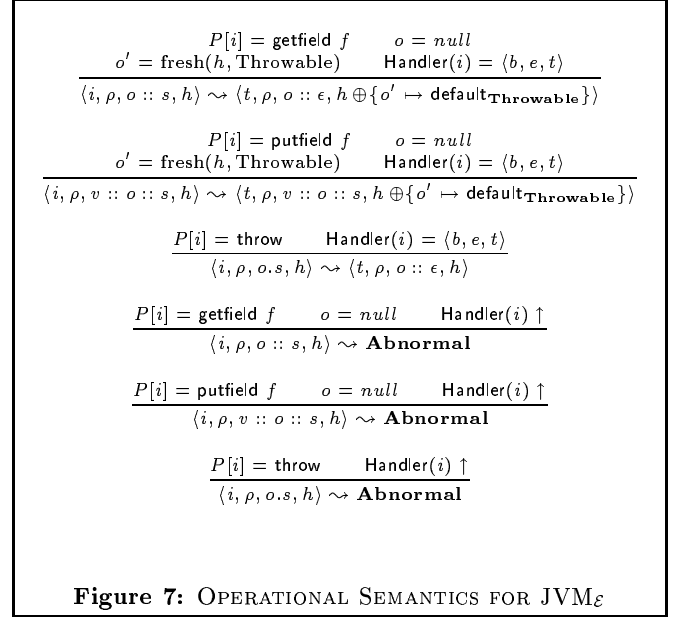 P[i] = getfield f o = null
o′ = fresh(h, Throwable) Handler(i) = ⟨b, e, t⟩
⟨i, ρ, o :: s, h⟩ ⇝ ⟨t, ρ, o :: ϵ, h ⊕{o′ ↦ default_Throwable}⟩
P[i] = putfield f o = null
o′ = fresh(h, Throwable) Handler(i) = ⟨b, e, t⟩
⟨i, ρ, v :: o :: s, h⟩ ⇝ ⟨t, ρ, v :: o :: s, h ⊕{o′ ↦ default_Throwable}⟩
P[i] = throw Handler(i) = ⟨b, e, t⟩
⟨i, ρ, o.s, h⟩ ⇝ ⟨t, ρ, o :: ϵ, h⟩
P[i] = getfield f o = null Handler(i) ↑
⟨i, ρ, o :: s, h⟩ ⇝ Abnormal
P[i] = putfield f o = null Handler(i) ↑
⟨i, ρ, v :: o :: s, h⟩ ⇝ Abnormal
P[i] = throw Handler(i) ↑
⟨i, ρ, o.s, h⟩ ⇝ Abnormal
Figure 7: OPERATIONAL SEMANTICS FOR JVM_ℰ